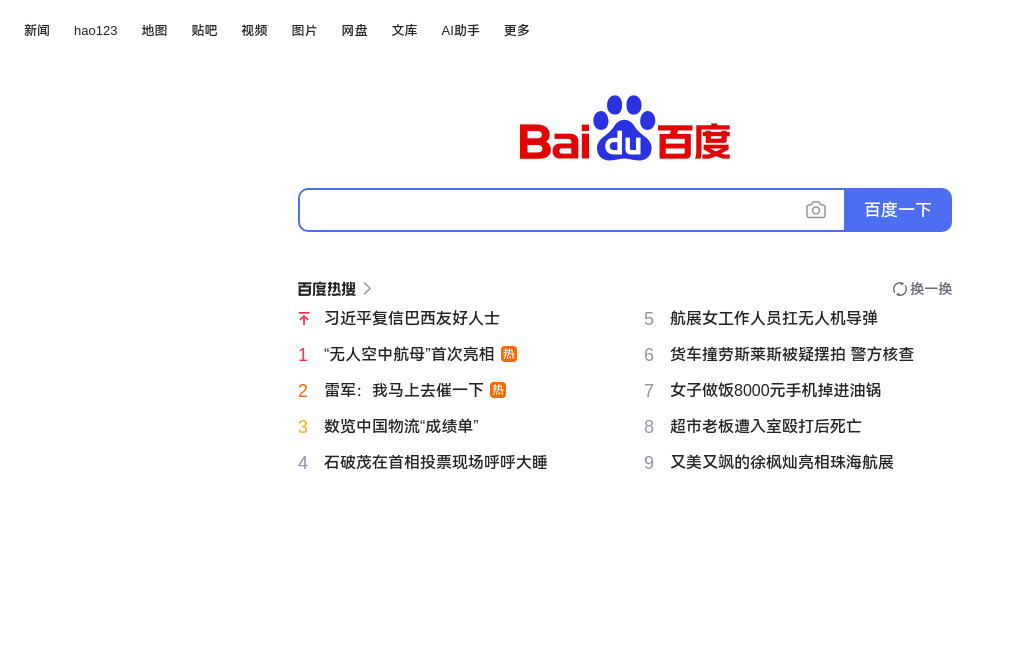 新闻 hao123 地图 贴吧 视频 图片 网盘 文库 AI助手 更多
Bai du 百度
百度一下
百度热搜 换一换
习近平复信巴西友好人士
1 “无人空中航母”首次亮相 热
2 雷军：我马上去催一下 热
3 数览中国物流“成绩单”
4 石破茂在首相投票现场呼呼大睡
5 航展女工作人员扛无人机导弹
6 货车撞劳斯莱斯被疑摆拍 警方核查
7 女子做饭8000元手机掉进油锅
8 超市老板遭入室殴打后死亡
9 又美又飒的徐枫灿亮相珠海航展